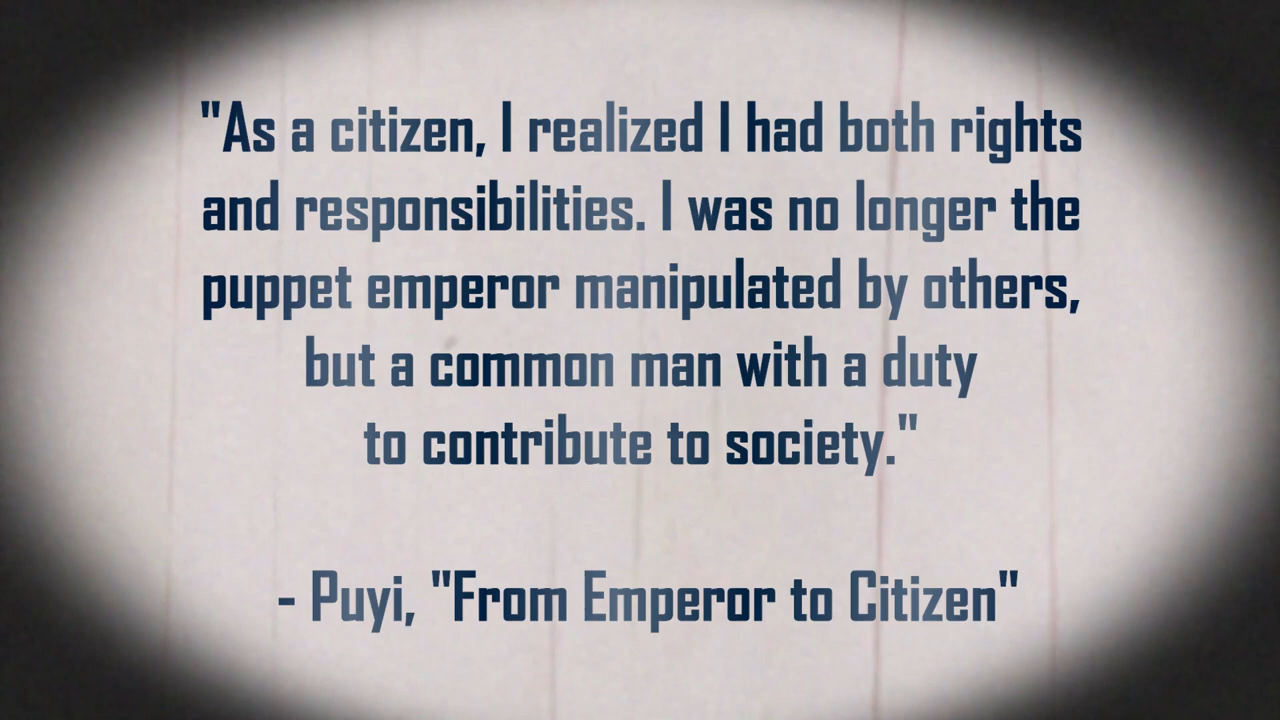 "As a citizen, I realized I had both rights
and responsibilities. I was no longer the
puppet emperor manipulated by others,
but a common man with a duty
to contribute to society."
- Puyi, "From Emperor to Citizen"